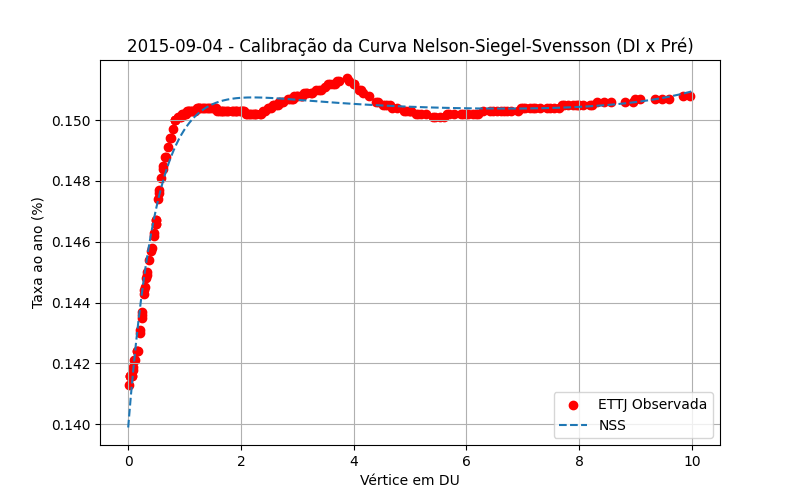 2015-09-04 - Calibração da Curva Nelson-Siegel-Svensson (DI x Pré)
Taxa ao ano (%)
0.150
0.148
0.146
0.144
0.142
0.140
ETTJ Observada
NSS
0 2 4 6 8 10
Vértice em DU